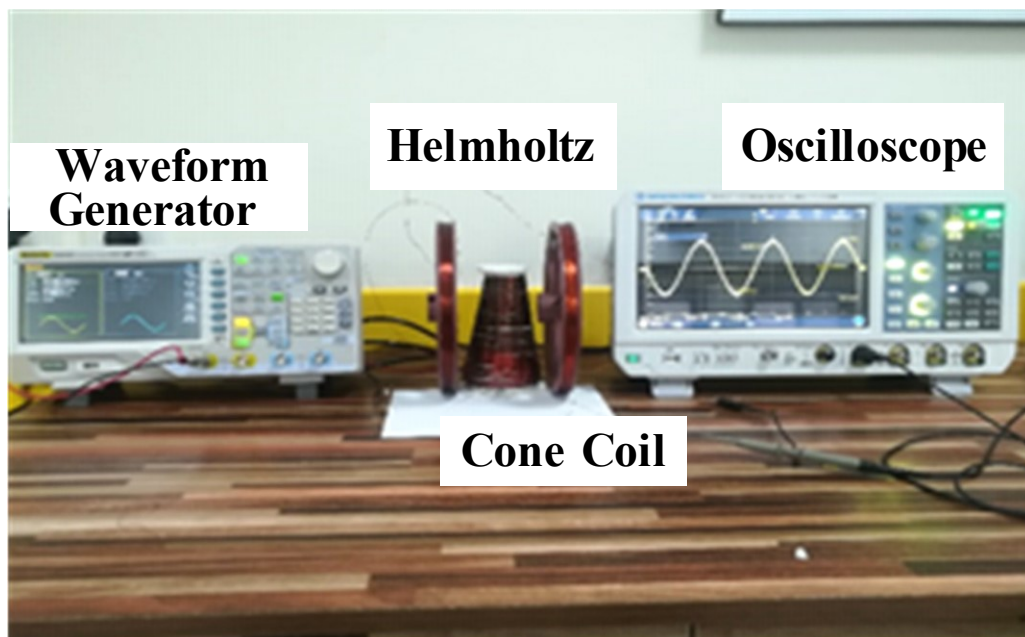 Waveform
Generator
Helmholtz
Oscilloscope
Cone Coil